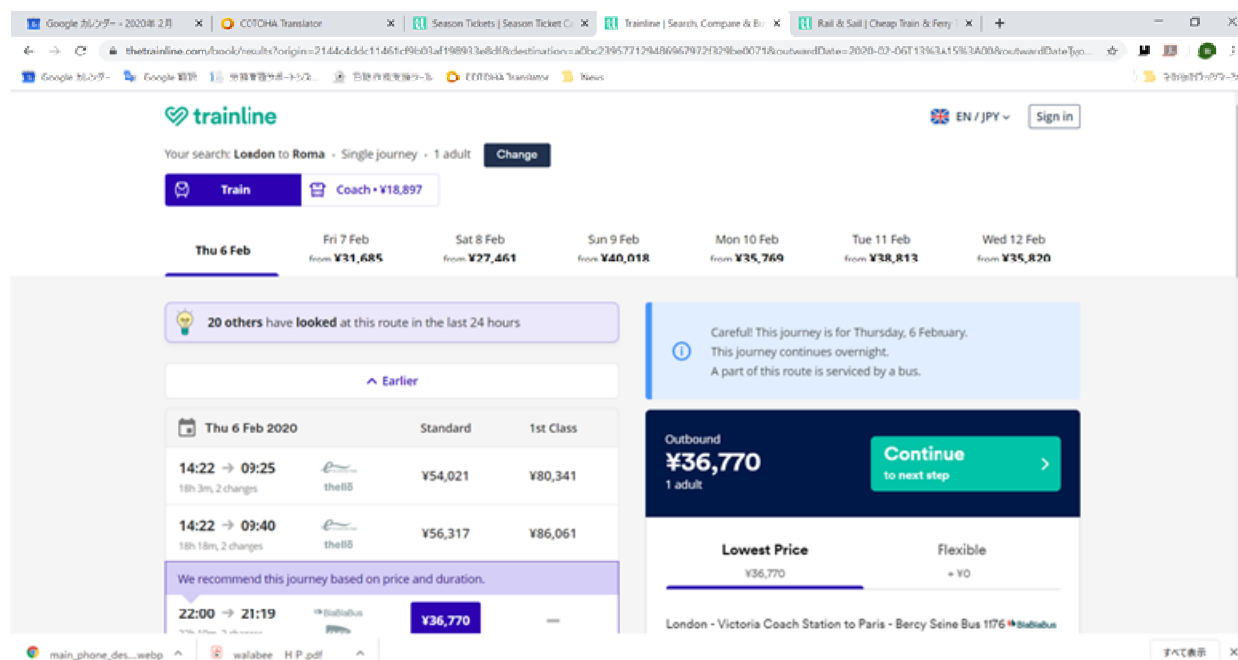 Google カレンダー - 2020年 2月
COTOHA Translator
Season Tickets | Season Ticket C
Trainline | Search, Compare & Bu
Rail & Sail | Cheap Train & Ferry T
thetrainline.com/book/results?origin=
Google カレンダー
Google 翻訳
COTOHA Translator
News
trainline
EN / JPY
Sign in
Your search: London to Roma · Single journey · 1 adult
Change
Train
Coach • ¥18,897
Thu 6 Feb
Fri 7 Feb
from ¥31,685
Sat 8 Feb
from ¥27,461
Sun 9 Feb
from ¥40,018
Mon 10 Feb
from ¥35,769
Tue 11 Feb
from ¥38,813
Wed 12 Feb
from ¥35,820
20 others have looked at this route in the last 24 hours
Earlier
Thu 6 Feb 2020 Standard 1st Class
14:22 → 09:25 ¥54,021 ¥80,341
18h 3m, 2 changes thellō
14:22 → 09:40 ¥56,317 ¥86,061
18h 18m, 2 changes thellō
We recommend this journey based on price and duration.
22:00 → 21:19 BlaBlaBus ¥36,770 —
Careful! This journey is for Thursday, 6 February.
This journey continues overnight.
A part of this route is serviced by a bus.
Outbound
¥36,770
1 adult
Continue
to next step
Lowest Price
¥36,770
Flexible
+ ¥0
London - Victoria Coach Station to Paris - Bercy Seine Bus 1176 BlaBlaBus
main_phone_des....webp
walabee H P.pdf
すべて表示